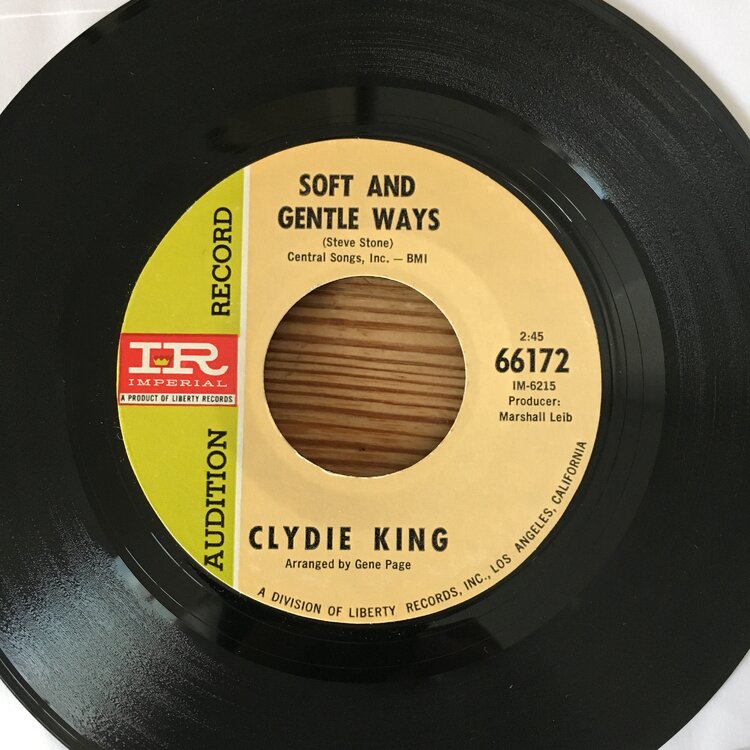 SOFT AND
GENTLE WAYS
(Steve Stone)
Central Songs, Inc. — BMI
AUDITION RECORD
IR
IMPERIAL
A PRODUCT OF LIBERTY RECORDS
2:45
66172
IM-6215
Producer:
Marshall Leib
CLYDIE KING
Arranged by Gene Page
A DIVISION OF LIBERTY RECORDS, INC., LOS ANGELES, CALIFORNIA